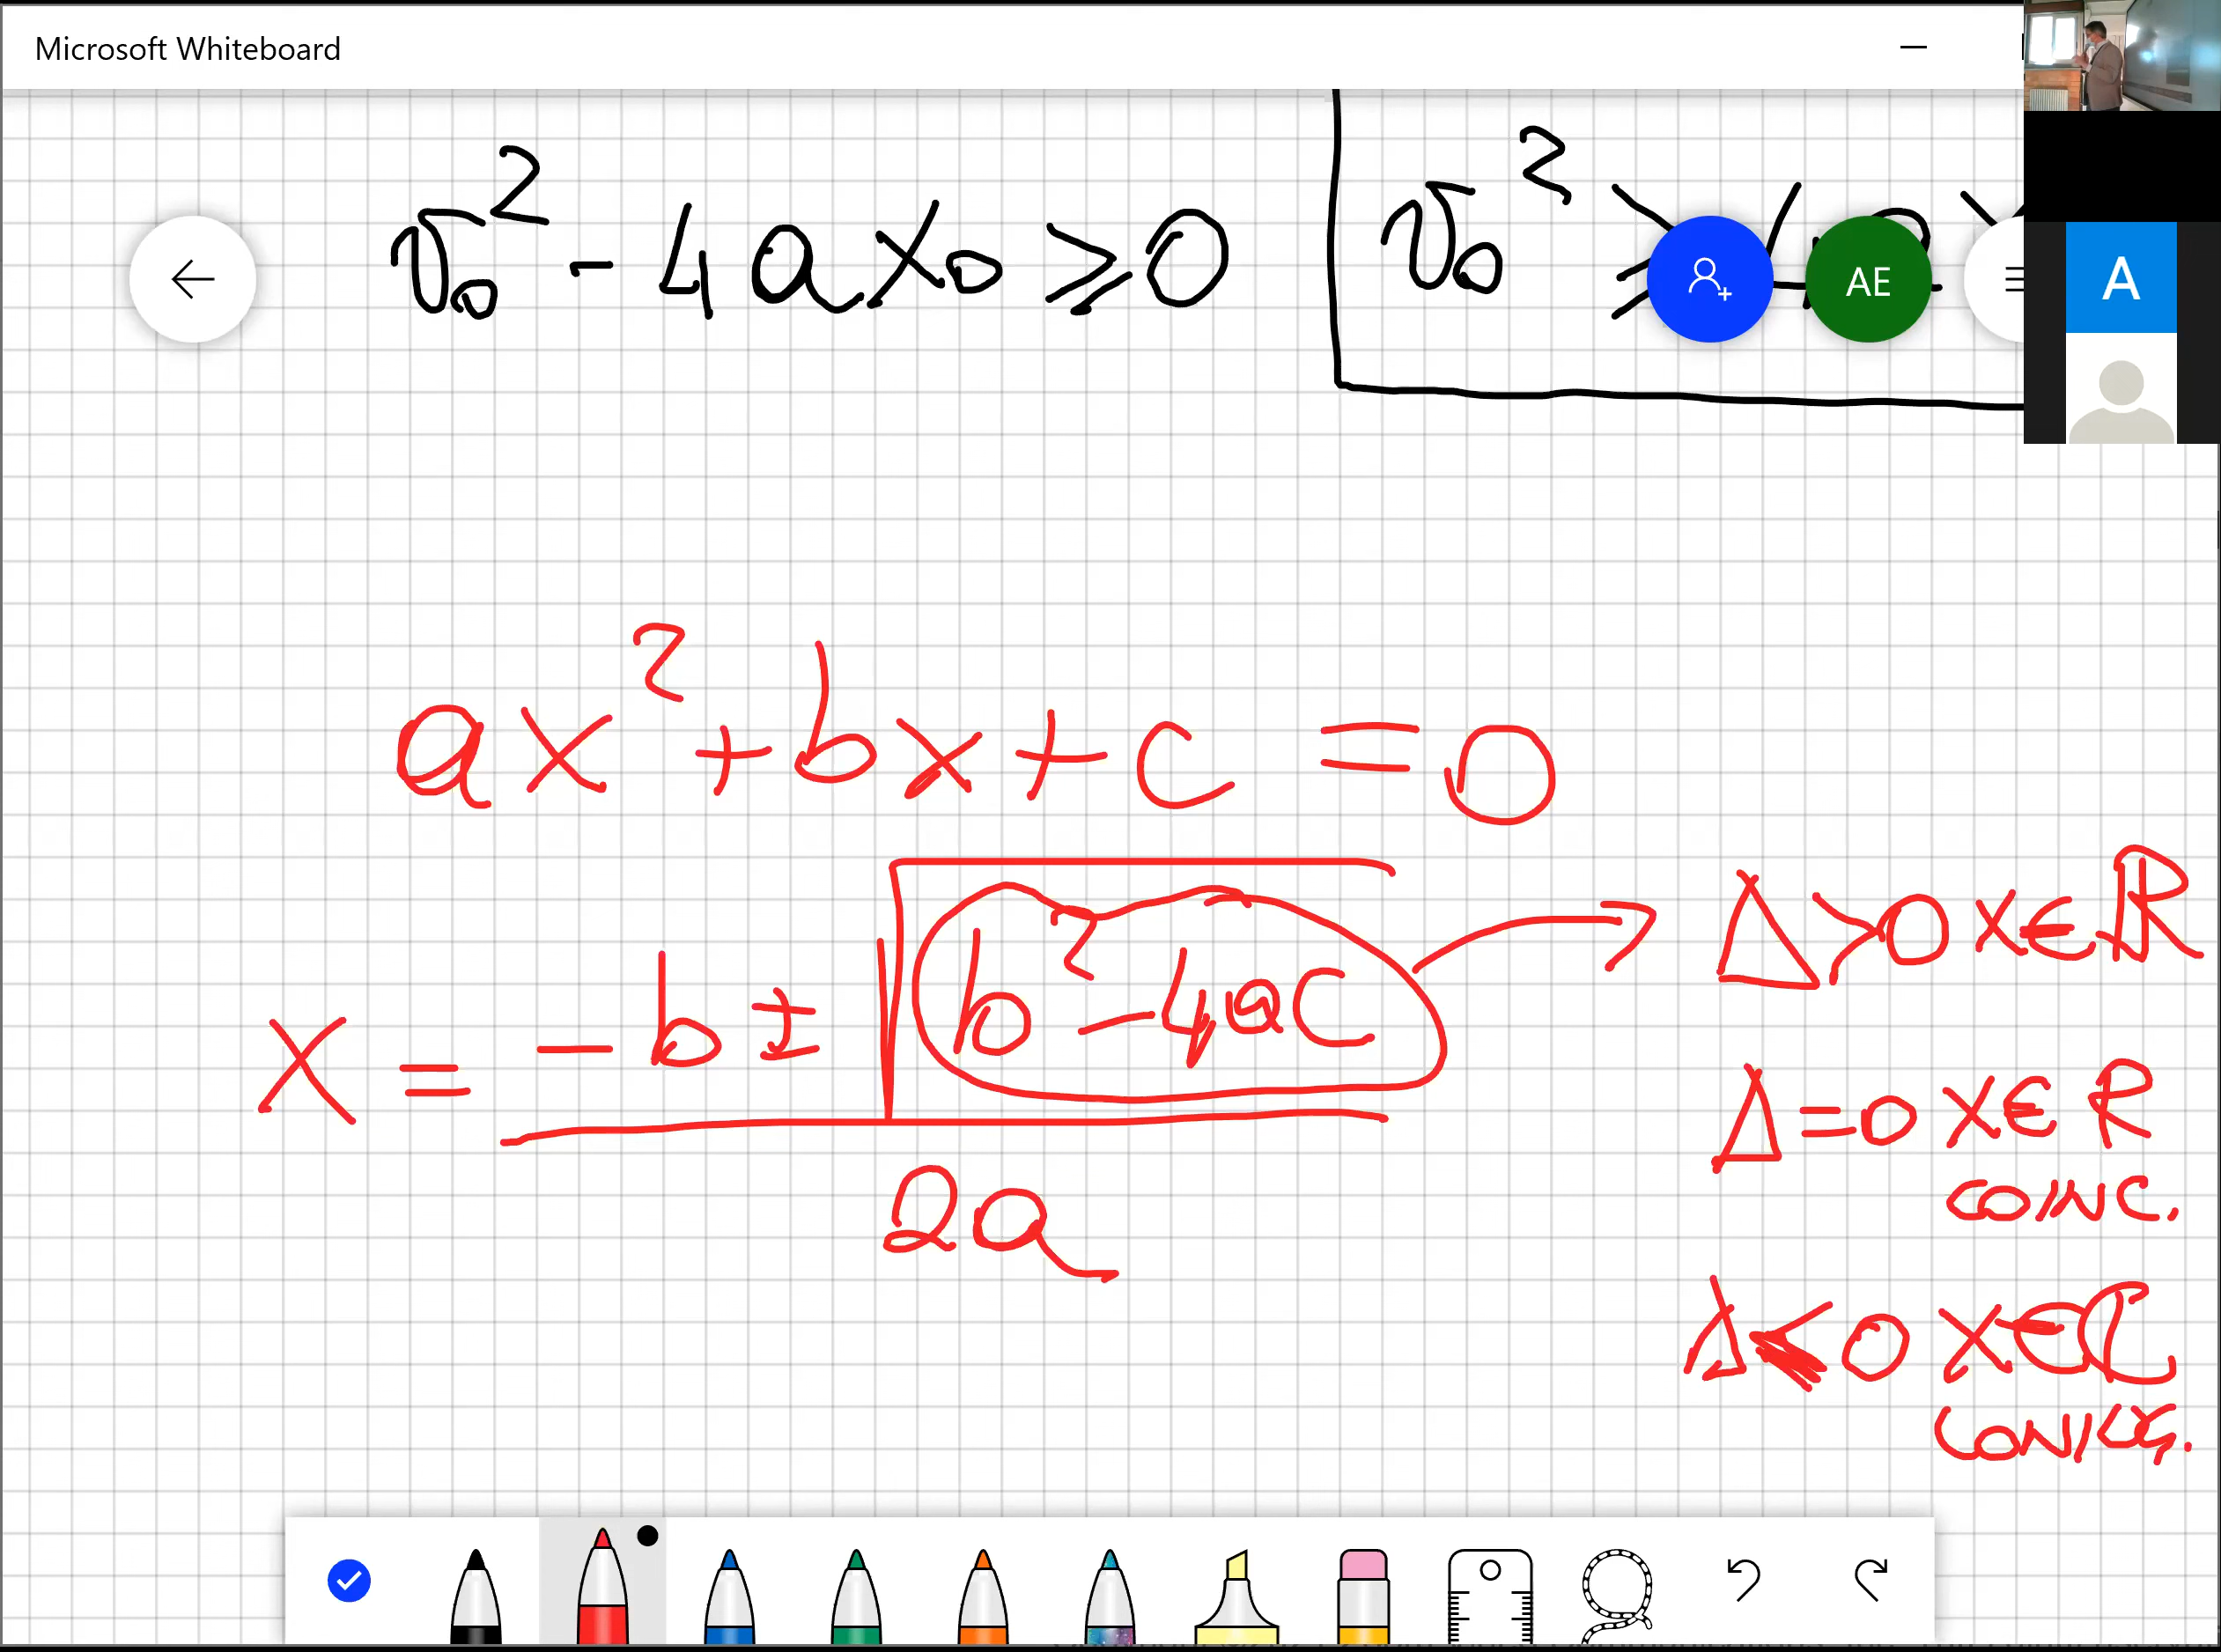 Microsoft Whiteboard
v₀² - 4ax₀ ⩾ 0
v₀² ⩾
AE
A
ax² + bx + c = 0
x = (-b ± √(b² - 4ac)) / 2a
Δ>0 x∈ℝ
Δ=0 x∈R
COINC.
Δ<0 x∈ℂ
CONIUG.